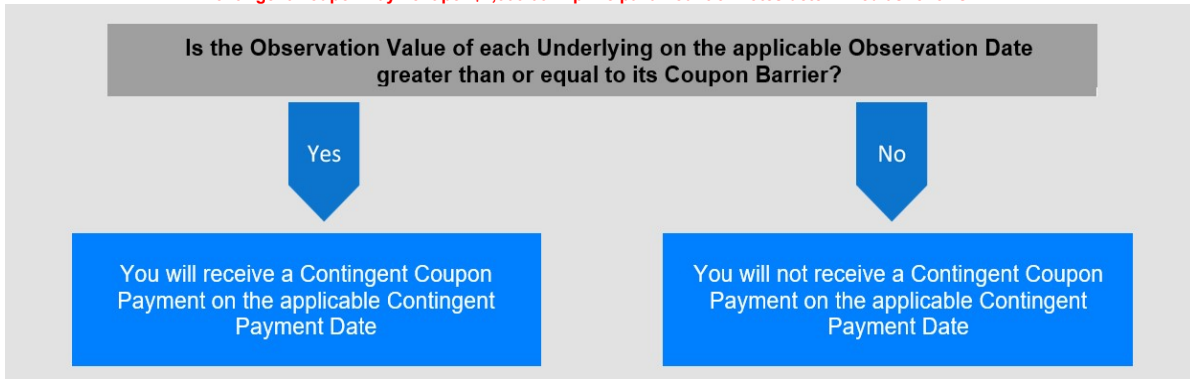 Is the Observation Value of each Underlying on the applicable Observation Date
greater than or equal to its Coupon Barrier?
Yes
No
You will receive a Contingent Coupon
Payment on the applicable Contingent
Payment Date
You will not receive a Contingent Coupon
Payment on the applicable Contingent
Payment Date